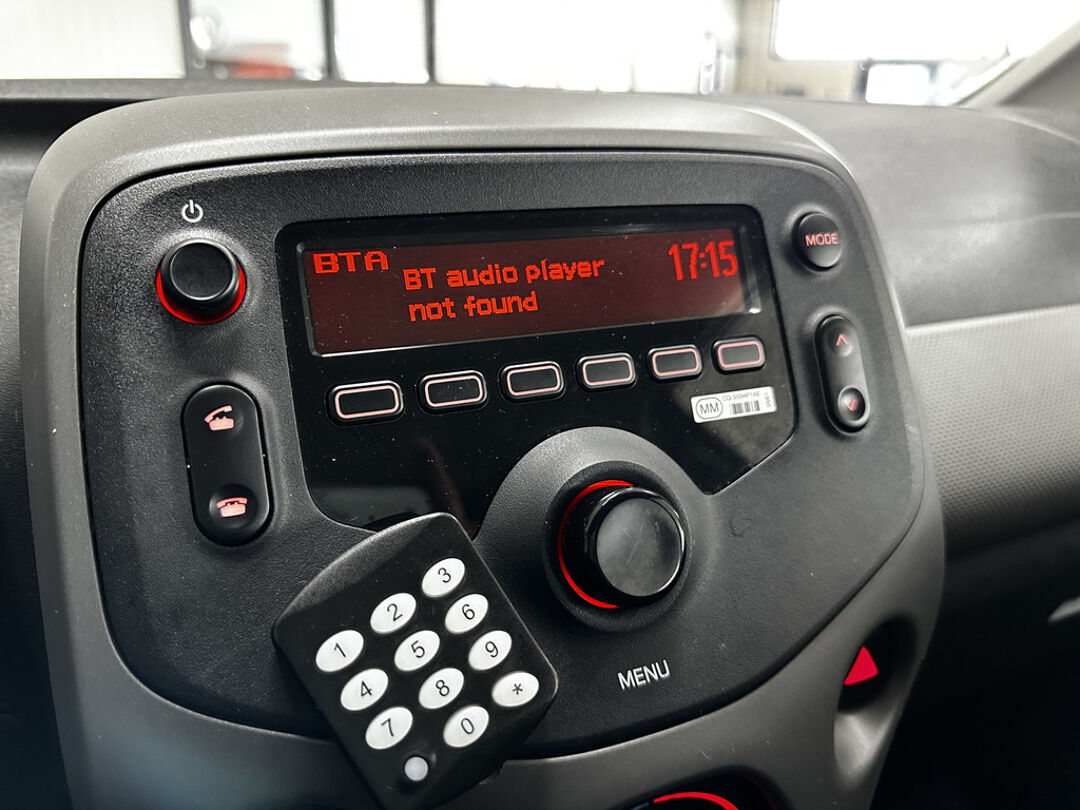 BTA
BT audio player
not found
17:15
MODE
MM
MENU
1 2 3
4 5 6
7 8 9
0 *